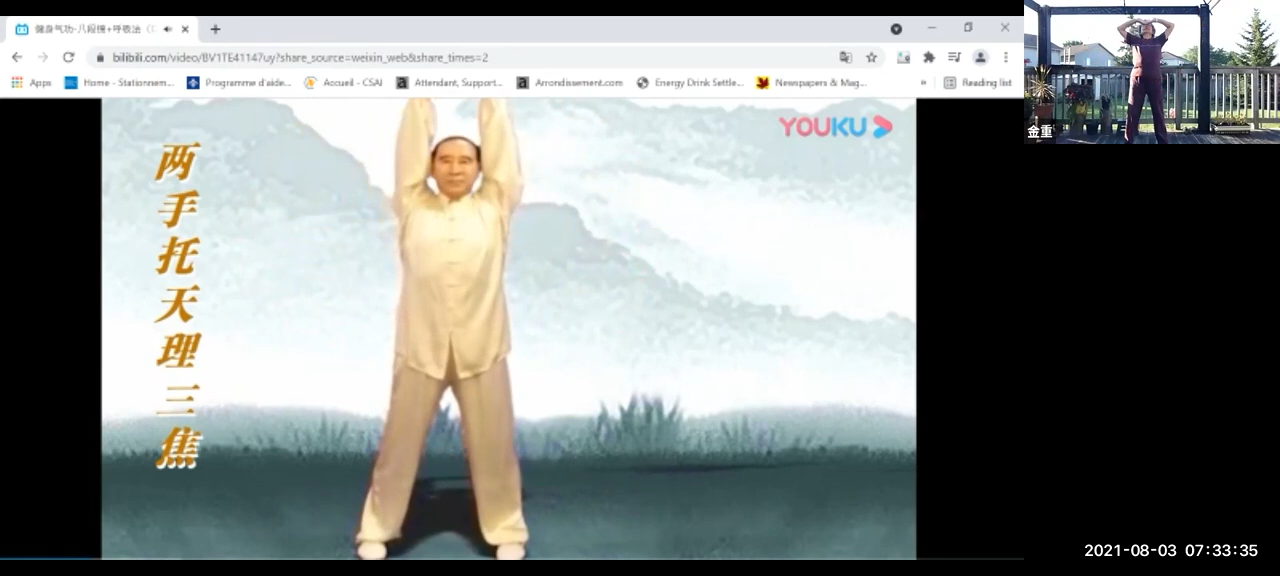 健身气功·八段锦+呼吸法（
bilibili.com/video/BV1TE41147uy?share_source=weixin_web&share_times=2
Apps
Home - Stationnem...
Programme d'aide...
Accueil - CSAI
Attendant, Support...
Arrondissement.com
Energy Drink Settle...
Newspapers & Mag...
»
Reading list
YOUKU
两手托天理三焦
金重
2021-08-03 07:33:35